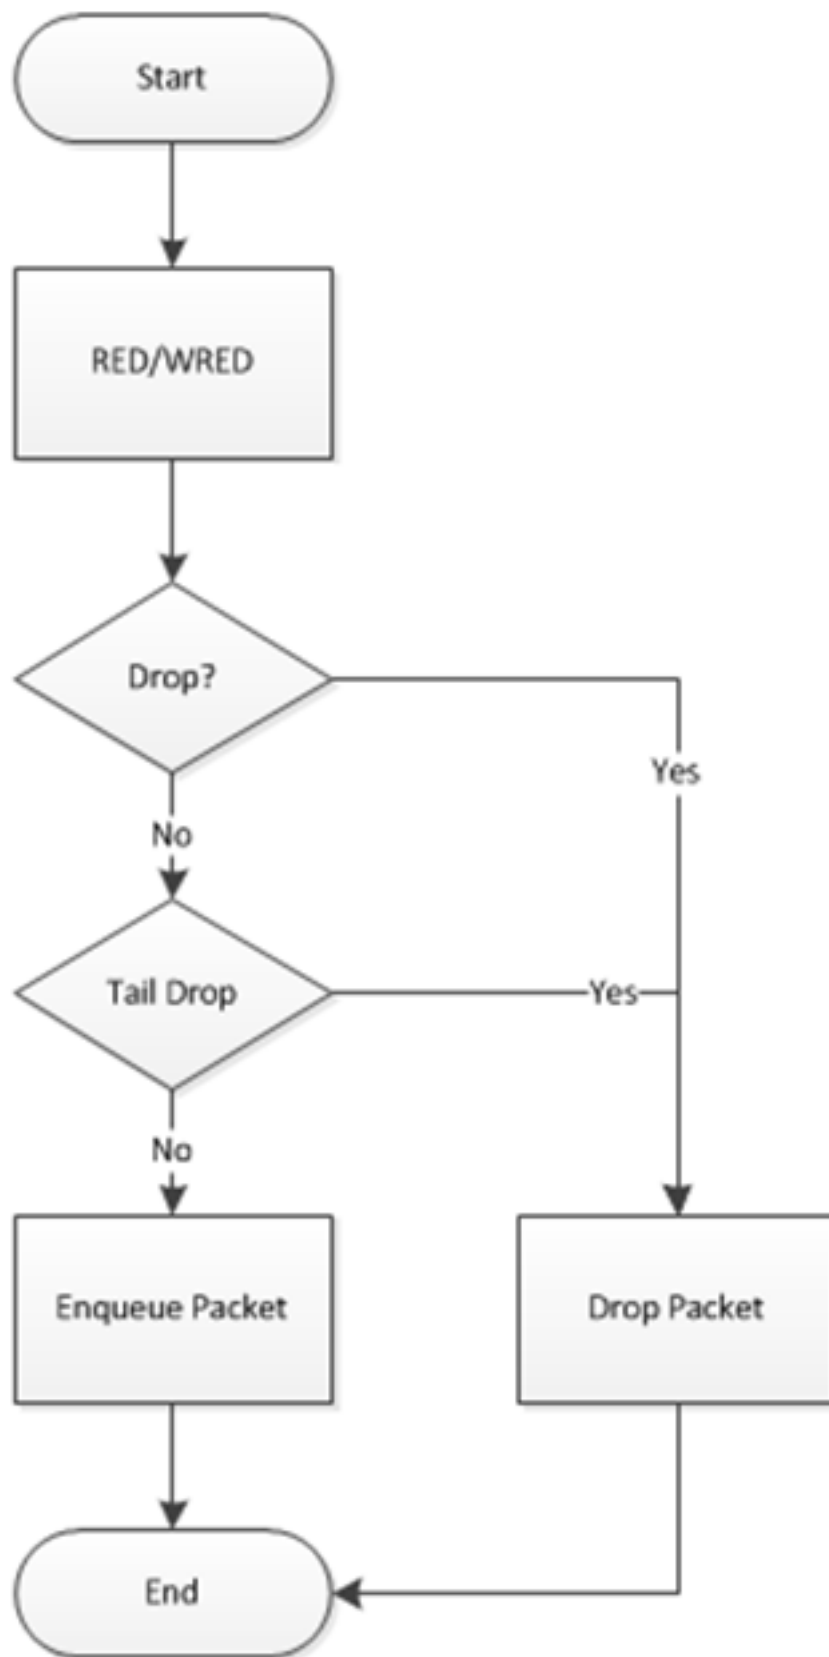 Start
RED/WRED
Drop?
Yes
No
Tail Drop
Yes
No
Enqueue Packet
Drop Packet
End